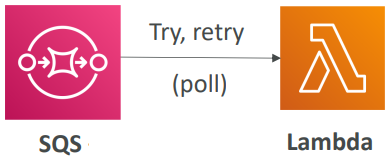 Try, retry
(poll)
SQS
Lambda